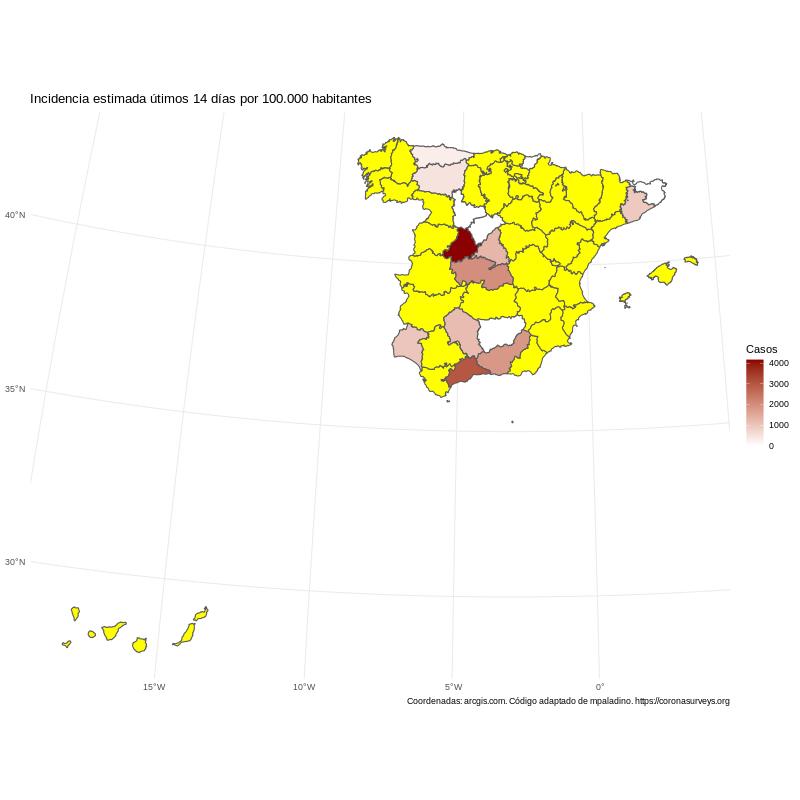 Incidencia estimada útimos 14 días por 100.000 habitantes
40°N
35°N
30°N
15°W
10°W
5°W
0°
Casos
4000
3000
2000
1000
0
Coordenadas: arcgis.com. Código adaptado de mpaladino. https://coronasurveys.org